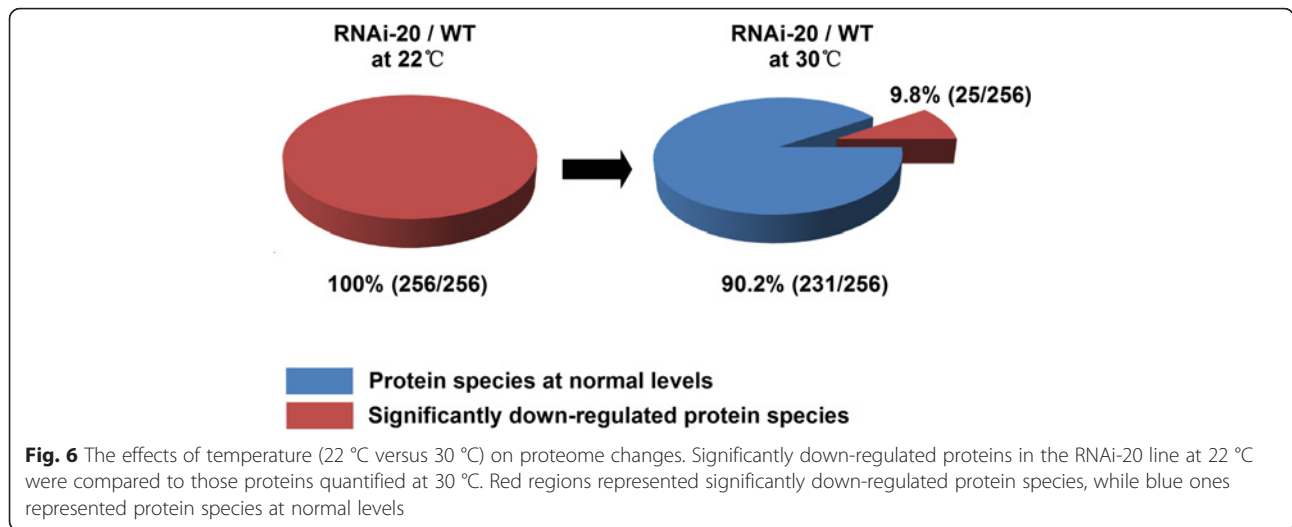 RNAi-20 / WT
at 22℃
RNAi-20 / WT
at 30℃
9.8% (25/256)
100% (256/256)
90.2% (231/256)
Protein species at normal levels
Significantly down-regulated protein species
Fig. 6 The effects of temperature (22 °C versus 30 °C) on proteome changes. Significantly down-regulated proteins in the RNAi-20 line at 22 °C
were compared to those proteins quantified at 30 °C. Red regions represented significantly down-regulated protein species, while blue ones
represented protein species at normal levels